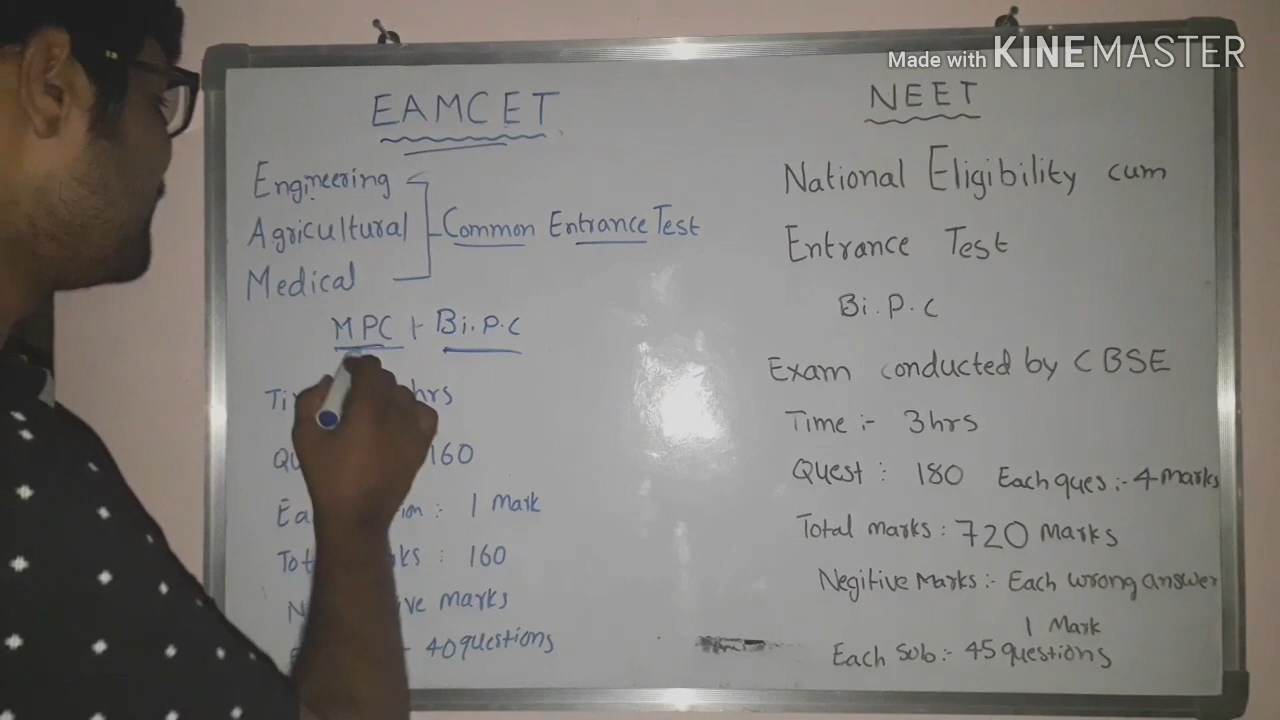 Made with KINEMASTER
EAMCET
Engineering
Agricultural
Medical
Common Entrance Test
MPC + Bi.P.C
hrs
160
1 Mark
: 160
marks
40 questions
NEET
National Eligibility cum
Entrance Test
Bi.P.C
Exam conducted by CBSE
Time :- 3hrs
Quest : 180 Each ques :- 4 marks
Total marks : 720 Marks
Negitive Marks :- Each wrong answer
1 Mark
Each Sub :- 45 questions